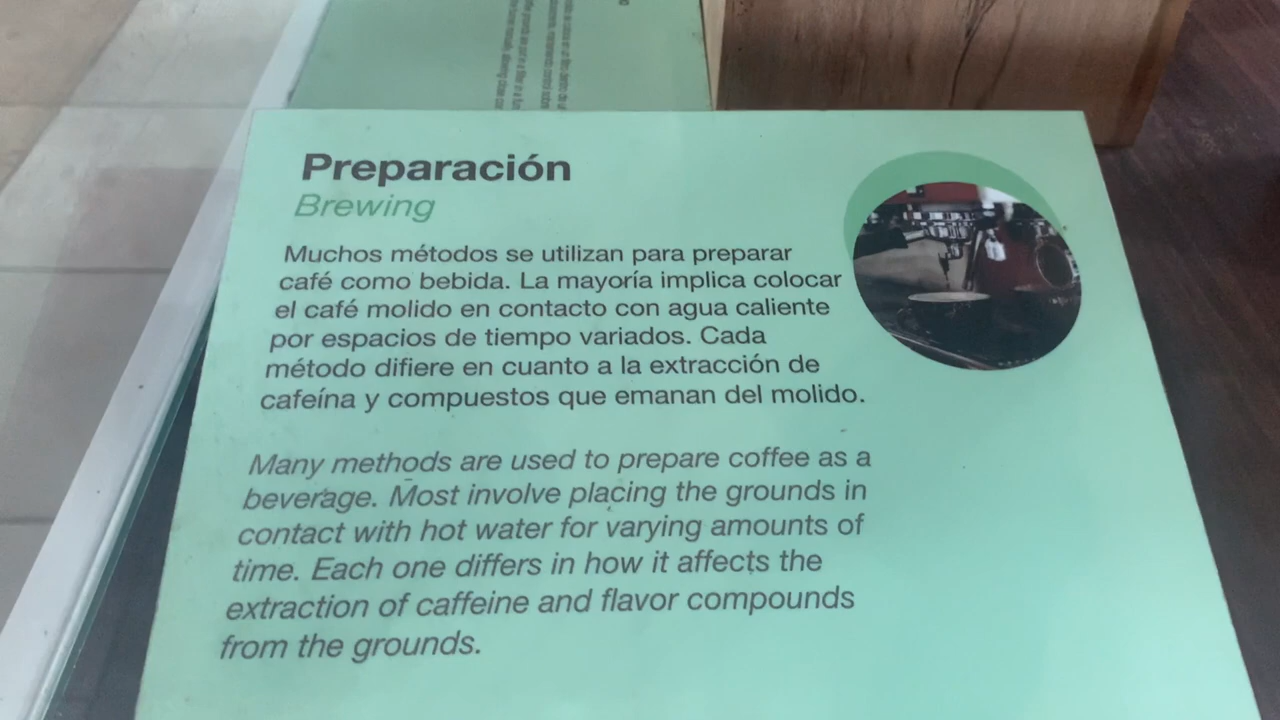 Preparación
Brewing
Muchos métodos se utilizan para preparar
café como bebida. La mayoría implica colocar
el café molido en contacto con agua caliente
por espacios de tiempo variados. Cada
método difiere en cuanto a la extracción de
cafeína y compuestos que emanan del molido.
Many methods are used to prepare coffee as a
beverage. Most involve placing the grounds in
contact with hot water for varying amounts of
time. Each one differs in how it affects the
extraction of caffeine and flavor compounds
from the grounds.